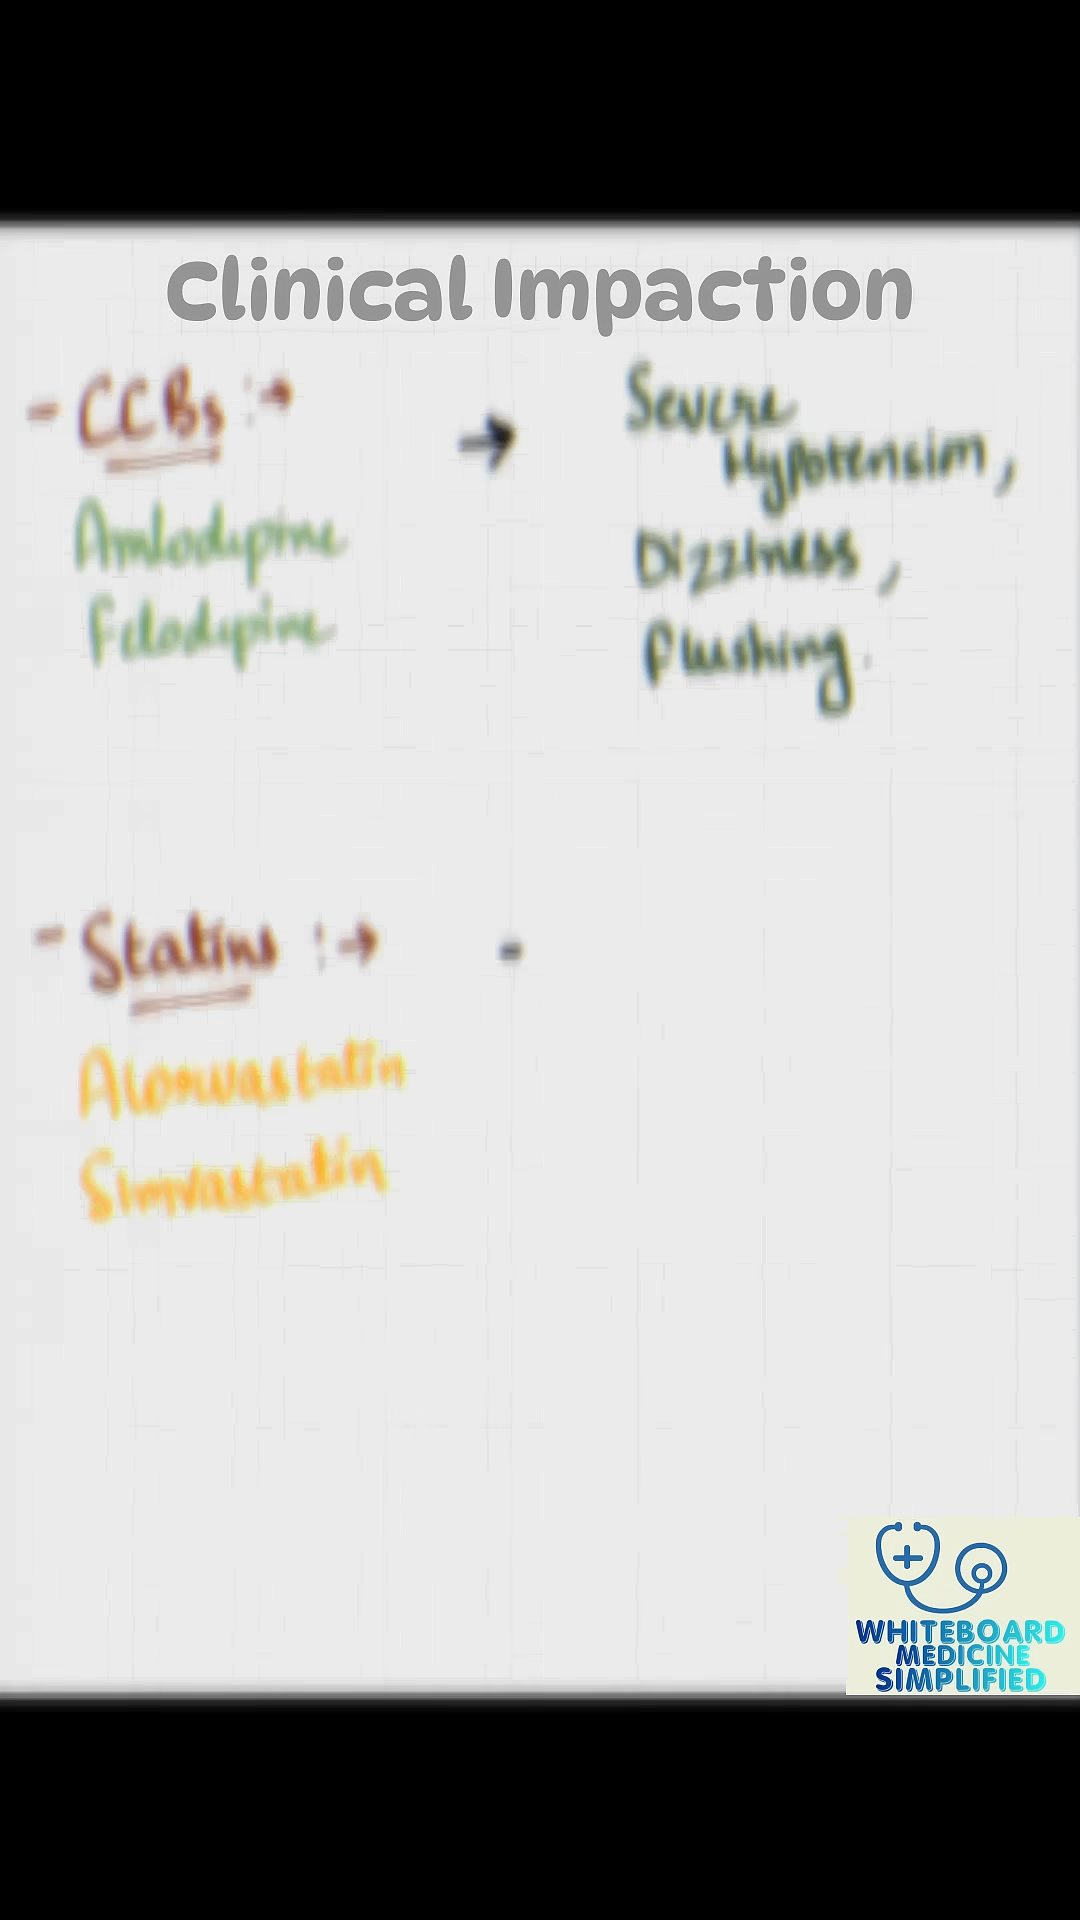 Clinical Impaction
- CCBs :→ → Severe
Hypotension,
Amlodipine
Dizziness,
Felodipine
Flushing.
- Statins :→ -
Atorvastatin
Simvastatin
WHITEBOARD
MEDICINE
SIMPLIFIED